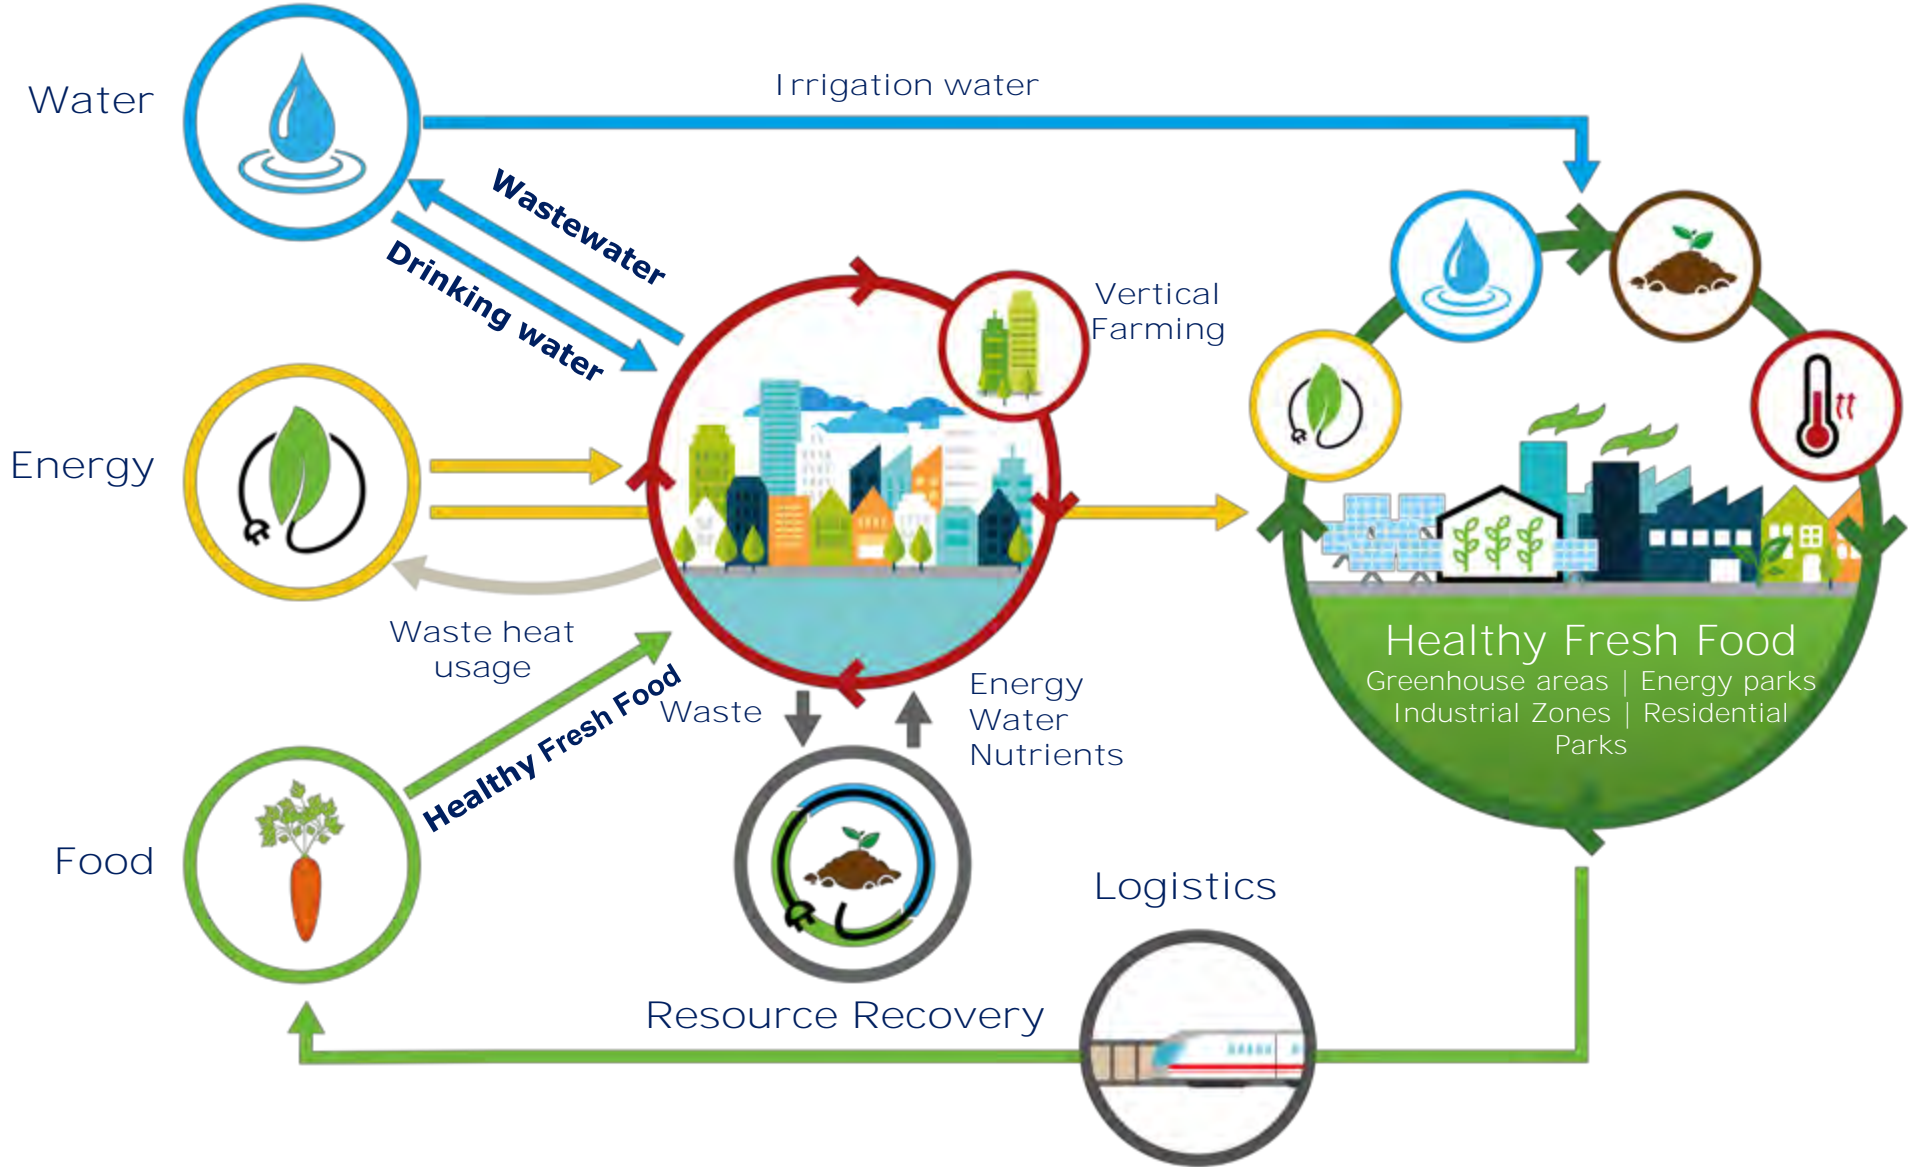 Irrigation water
Water
Wastewater
Drinking water
Vertical
Farming
Energy
Waste heat
usage
Healthy Fresh Food
Waste
Energy
Water
Nutrients
Healthy Fresh Food
Greenhouse areas | Energy parks
Industrial Zones | Residential
Parks
Food
Logistics
Resource Recovery